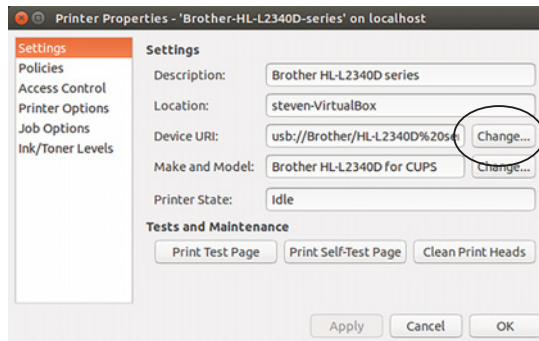 Printer Properties - 'Brother-HL-L2340D-series' on localhost
Settings
Policies
Access Control
Printer Options
Job Options
Ink/Toner Levels
Settings
Description: Brother HL-L2340D series
Location: steven-VirtualBox
Device URI: usb://Brother/HL-L2340D%20se Change...
Make and Model: Brother HL-L2340D for CUPS Change...
Printer State: Idle
Tests and Maintenance
Print Test Page Print Self-Test Page Clean Print Heads
Apply Cancel OK